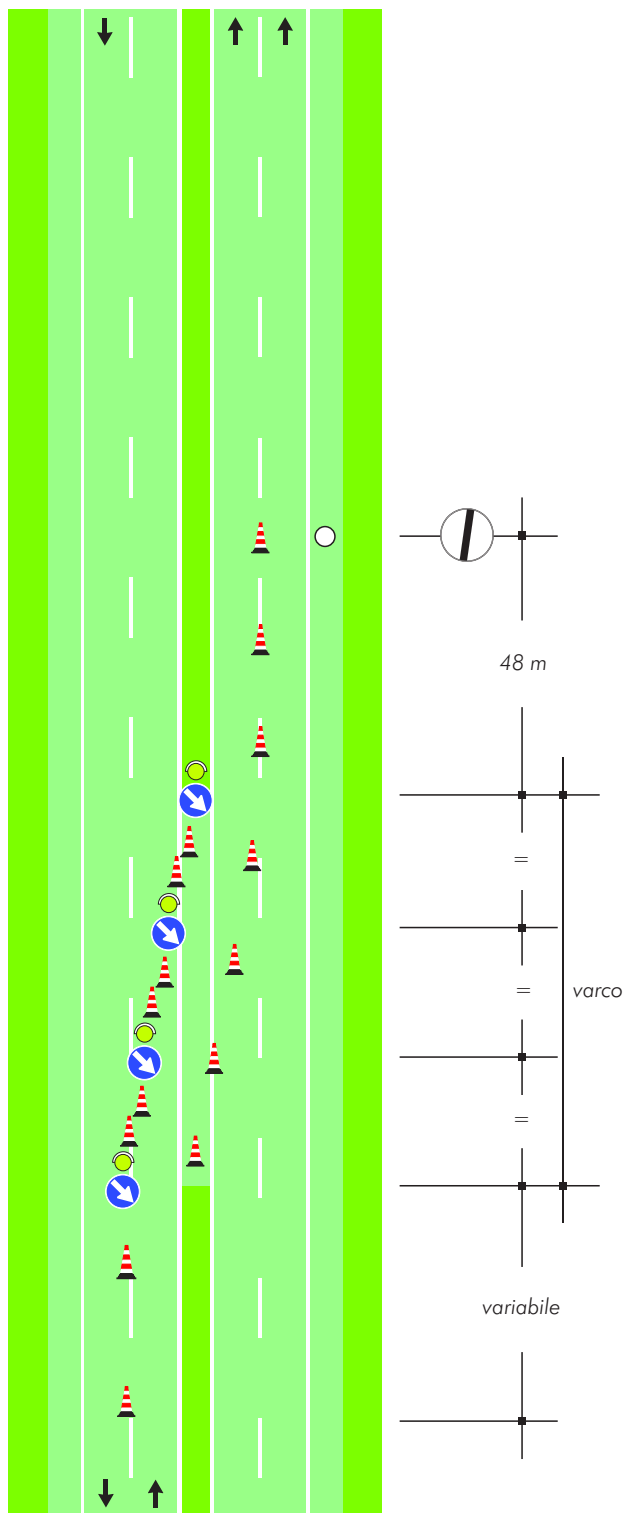 48 m
=
=
varco
=
variabile